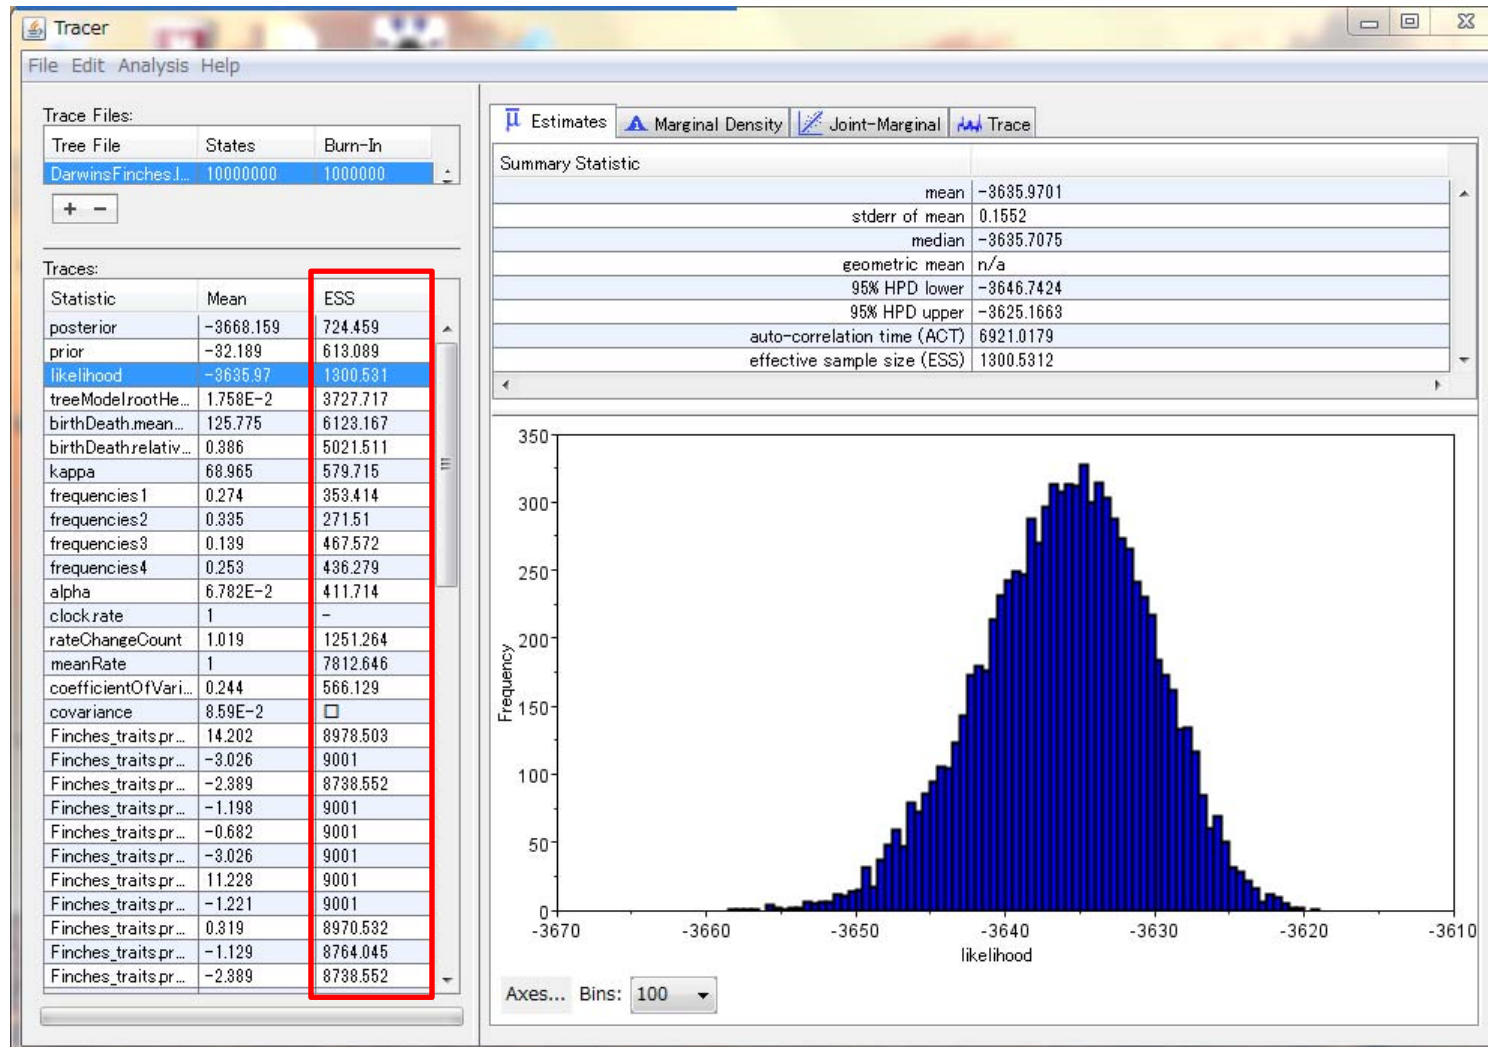 Tracer
File Edit Analysis Help
Trace Files:
Tree File States Burn-In
DarwinsFinches.l... 10000000 1000000
+ -
Traces:
Statistic Mean ESS
posterior -3668.159 724.459
prior -32.189 613.089
likelihood -3635.97 1300.531
treeModel.rootHe... 1.758E-2 3727.717
birthDeath.mean... 125.775 6123.167
birthDeath.relativ... 0.386 5021.511
kappa 68.965 579.715
frequencies1 0.274 353.414
frequencies2 0.335 271.51
frequencies3 0.139 467.572
frequencies4 0.253 436.279
alpha 6.782E-2 411.714
clock.rate 1 -
rateChangeCount 1.019 1251.264
meanRate 1 7812.646
coefficientOfVari... 0.244 566.129
covariance 8.59E-2 □
Finches_traits.pr... 14.202 8978.503
Finches_traits.pr... -3.026 9001
Finches_traits.pr... -2.389 8738.552
Finches_traits.pr... -1.198 9001
Finches_traits.pr... -0.682 9001
Finches_traits.pr... -3.026 9001
Finches_traits.pr... 11.228 9001
Finches_traits.pr... -1.221 9001
Finches_traits.pr... 0.319 8970.532
Finches_traits.pr... -1.129 8764.045
Finches_traits.pr... -2.389 8738.552
Estimates Marginal Density Joint-Marginal Trace
Summary Statistic
mean -3635.9701
stderr of mean 0.1552
median -3635.7075
geometric mean n/a
95% HPD lower -3646.7424
95% HPD upper -3625.1663
auto-correlation time (ACT) 6921.0179
effective sample size (ESS) 1300.5312
350
300
250
200
150
100
50
0
Frequency
-3670 -3660 -3650 -3640 -3630 -3620 -3610
likelihood
Axes... Bins: 100